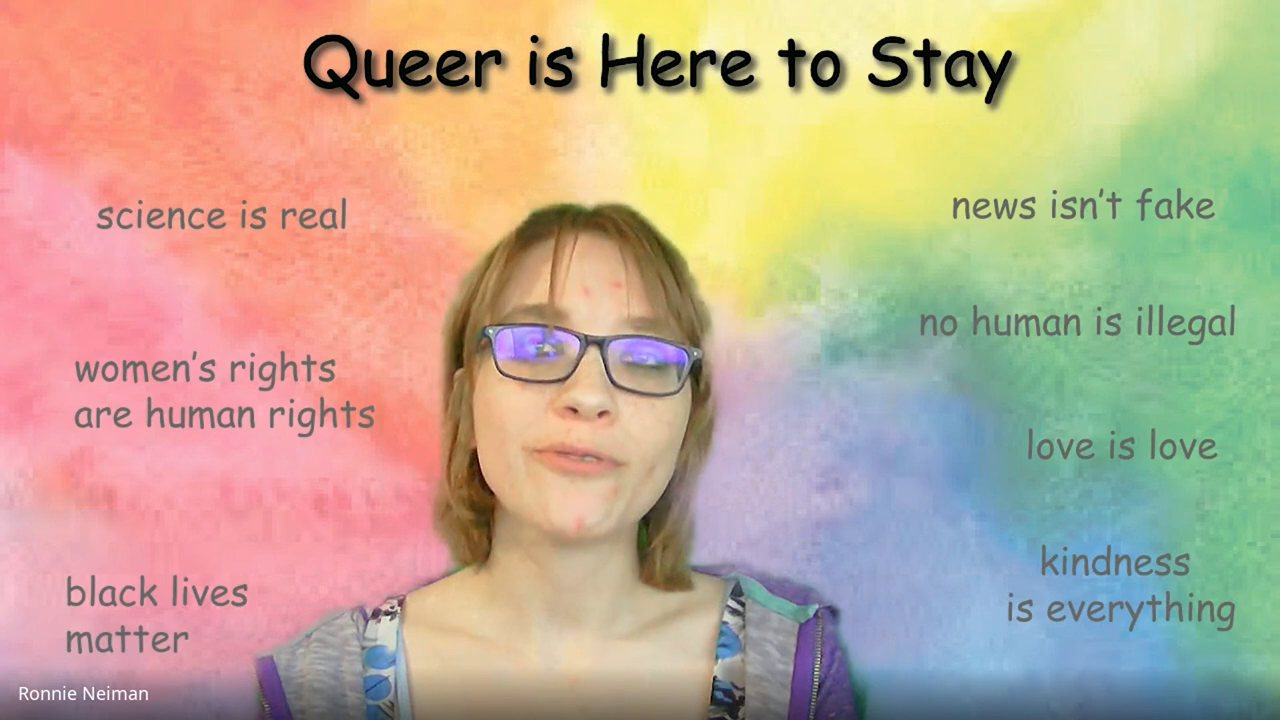 Queer is Here to Stay
science is real
women's rights
are human rights
black lives
matter
news isn't fake
no human is illegal
love is love
kindness
is everything
Ronnie Neiman